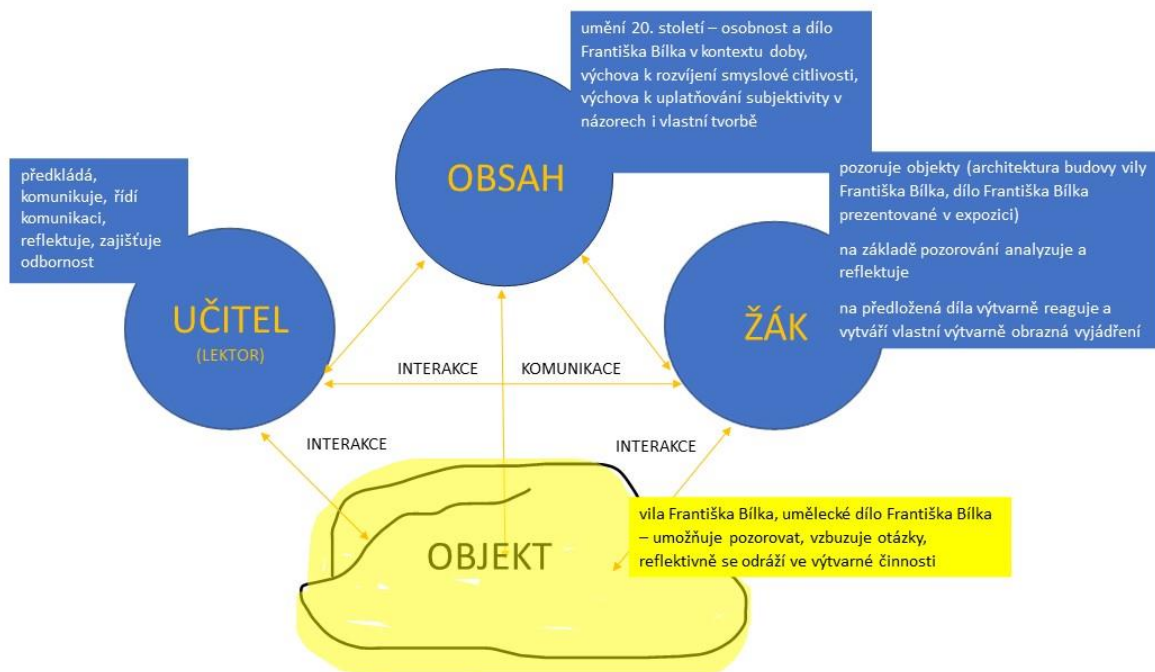 umění 20. století – osobnost a dílo
Františka Bílka v kontextu doby,
výchova k rozvíjení smyslové citlivosti,
výchova k uplatňování subjektivity v
názorech i vlastní tvorbě
OBSAH
předkládá,
komunikuje, řídí
komunikaci,
reflektuje, zajišťuje
odbornost
pozoruje objekty (architektura budovy vily
Františka Bílka, dílo Františka Bílka
prezentované v expozici)
na základě pozorování analyzuje a
reflektuje
na předložená díla výtvarně reaguje a
vytváří vlastní výtvarně obrazná vyjádření
UČITEL
(LEKTOR)
ŽÁK
INTERAKCE KOMUNIKACE
INTERAKCE
INTERAKCE
vila Františka Bílka, umělecké dílo Františka Bílka
– umožňuje pozorovat, vzbuzuje otázky,
reflektivně se odráží ve výtvarné činnosti
OBJEKT